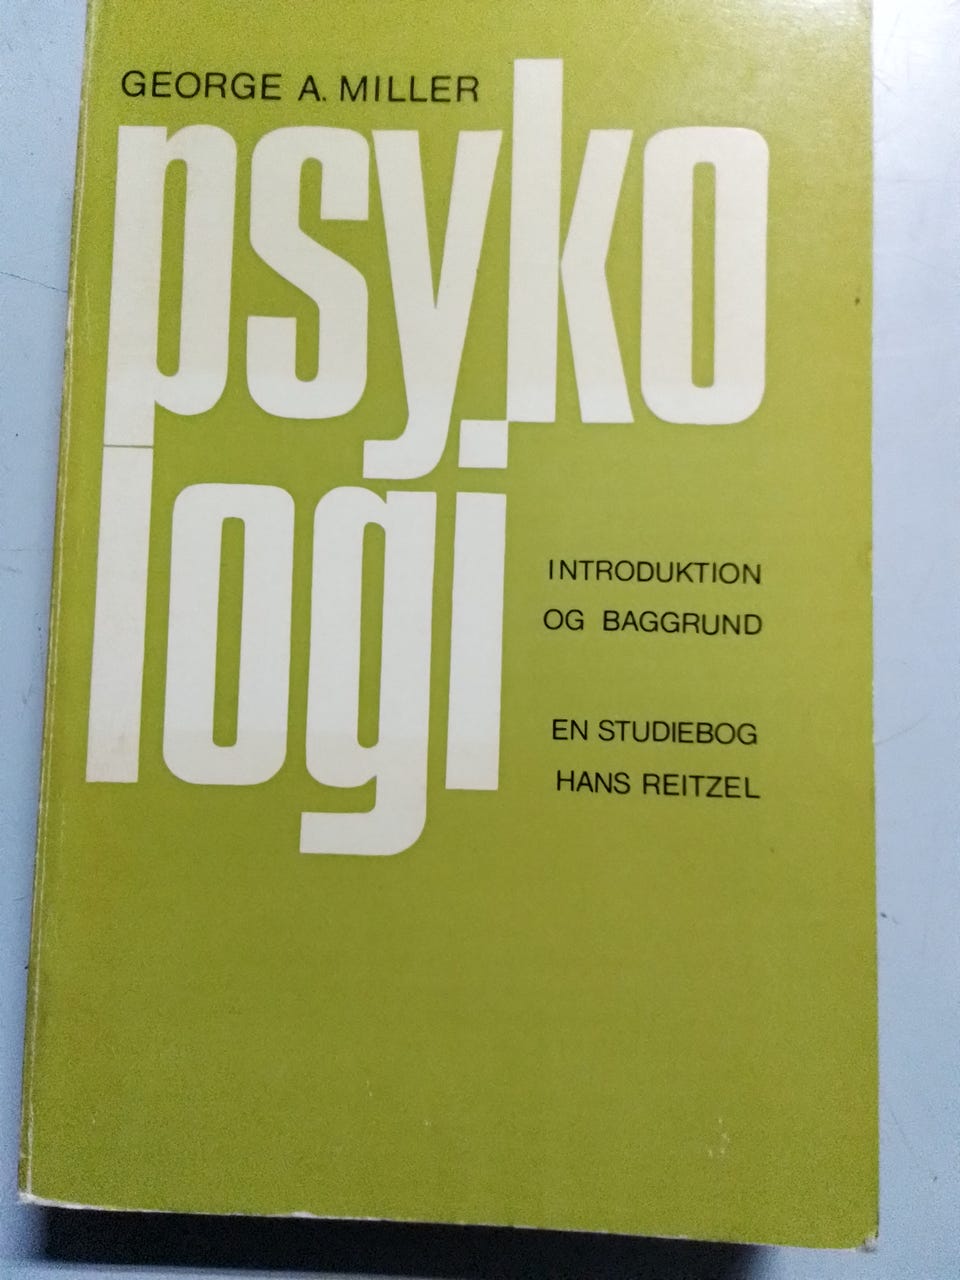 GEORGE A. MILLER
psyko
logi
INTRODUKTION
OG BAGGRUND
EN STUDIEBOG
HANS REITZEL